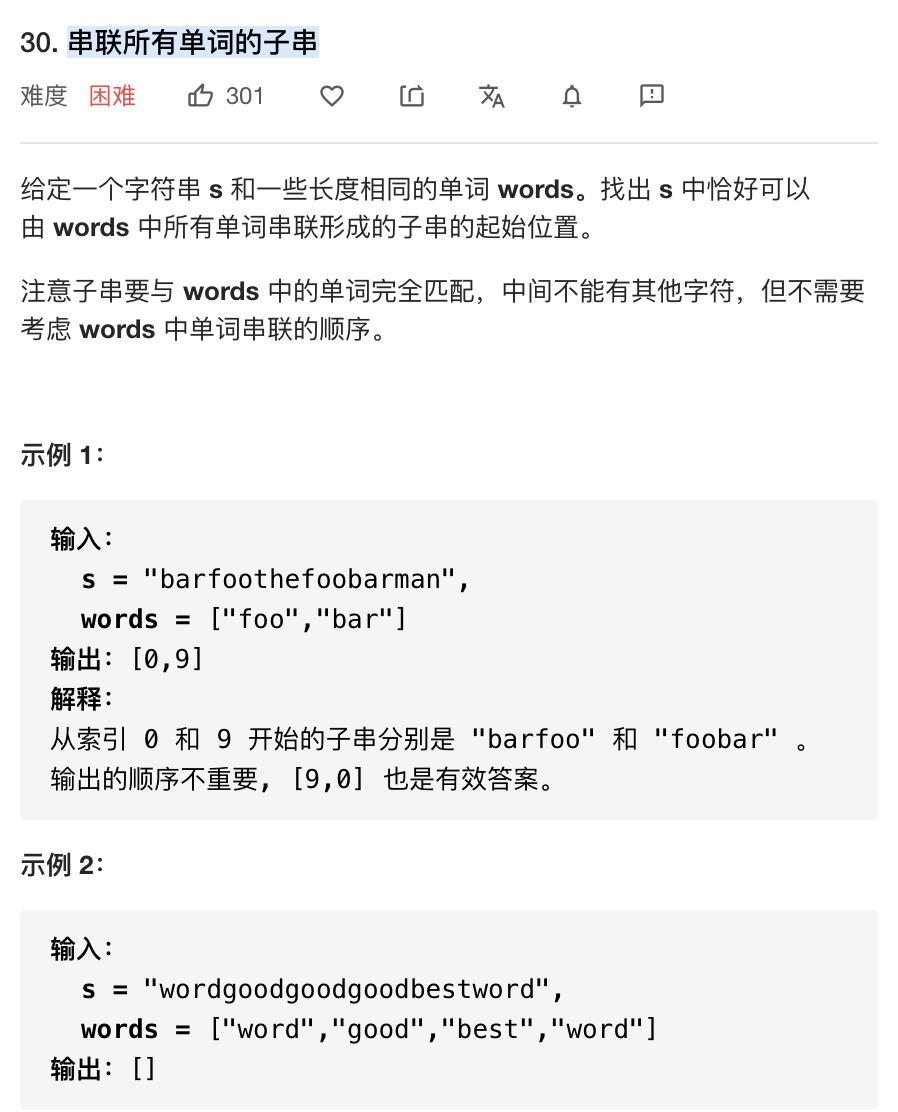 30. 串联所有单词的子串
难度 困难 301
给定一个字符串 s 和一些长度相同的单词 words。找出 s 中恰好可以
由 words 中所有单词串联形成的子串的起始位置。
注意子串要与 words 中的单词完全匹配，中间不能有其他字符，但不需要
考虑 words 中单词串联的顺序。
示例 1：
输入：
s = "barfoothefoobarman",
words = ["foo","bar"]
输出：[0,9]
解释：
从索引 0 和 9 开始的子串分别是 "barfoo" 和 "foobar" 。
输出的顺序不重要, [9,0] 也是有效答案。
示例 2：
输入：
s = "wordgoodgoodgoodbestword",
words = ["word","good","best","word"]
输出：[]